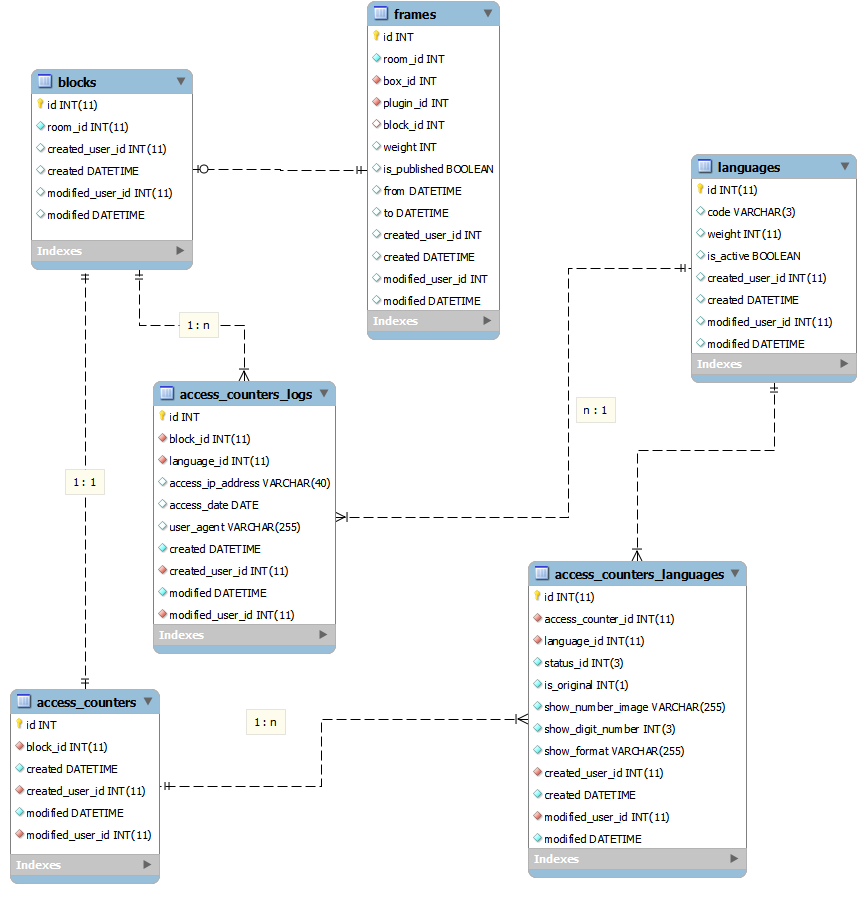 frames
id INT
room_id INT
box_id INT
plugin_id INT
block_id INT
weight INT
is_published BOOLEAN
from DATETIME
to DATETIME
created_user_id INT
created DATETIME
modified_user_id INT
modified DATETIME
Indexes
blocks
id INT(11)
room_id INT(11)
created_user_id INT(11)
created DATETIME
modified_user_id INT(11)
modified DATETIME
Indexes
languages
id INT(11)
code VARCHAR(3)
weight INT(11)
is_active BOOLEAN
created_user_id INT(11)
created DATETIME
modified_user_id INT(11)
modified DATETIME
Indexes
1 : n
n : 1
1 : 1
access_counters_logs
id INT
block_id INT(11)
language_id INT(11)
access_ip_address VARCHAR(40)
access_date DATE
user_agent VARCHAR(255)
created DATETIME
created_user_id INT(11)
modified DATETIME
modified_user_id INT(11)
Indexes
access_counters_languages
id INT(11)
access_counter_id INT(11)
language_id INT(11)
status_id INT(3)
is_original INT(1)
show_number_image VARCHAR(255)
show_digit_number INT(3)
show_format VARCHAR(255)
created_user_id INT(11)
created DATETIME
modified_user_id INT(11)
modified DATETIME
Indexes
access_counters
id INT
block_id INT(11)
created DATETIME
created_user_id INT(11)
modified DATETIME
modified_user_id INT(11)
Indexes
1 : n